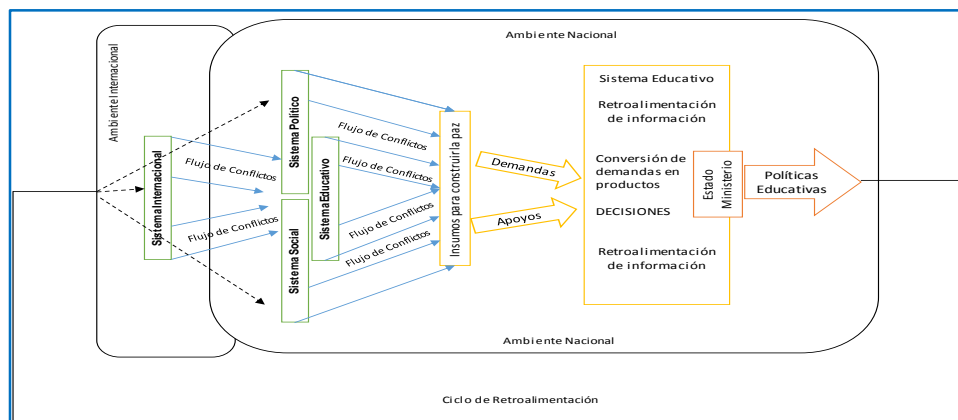 Ambiente Nacional
Ambiente Internacional
Sistema Internacional
Flujo de Conflictos
Flujo de Conflictos
Sistema Político
Sistema Educativo
Sistema Social
Flujo de Conflictos
Flujo de Conflictos
Flujo de Conflictos
Flujo de Conflictos
Insumos para construir la paz
Demandas
Apoyos
Sistema Educativo
Retroalimentación
de información
Conversión de
demandas en
productos
DECISIONES
Retroalimentación
de información
Estado
Ministerio
Políticas
Educativas
Ambiente Nacional
Ciclo de Retroalimentación